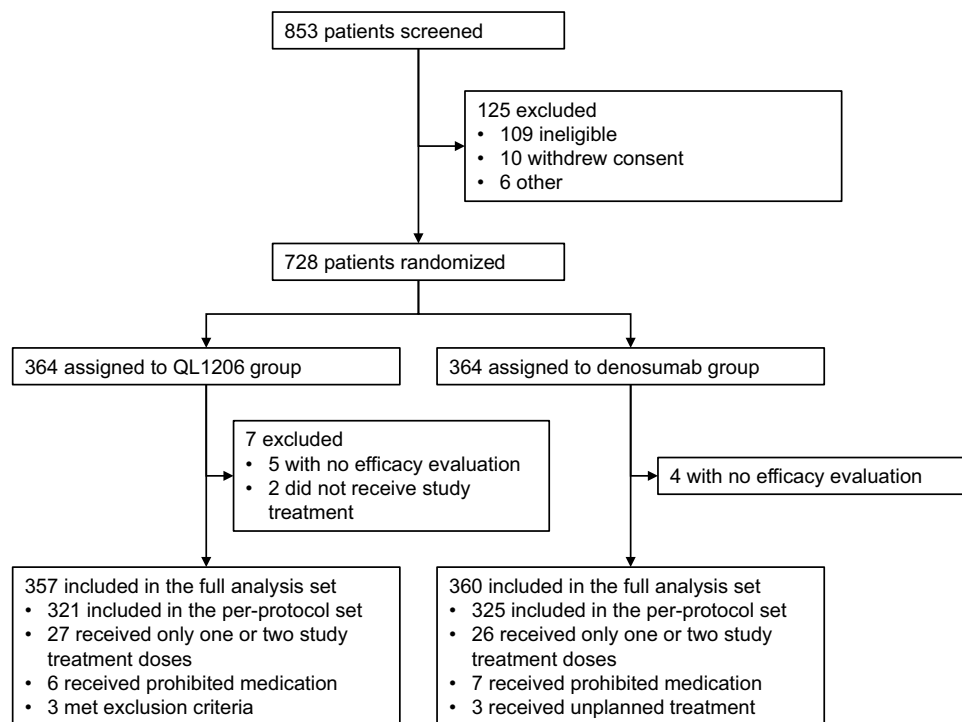 853 patients screened
125 excluded
• 109 ineligible
• 10 withdrew consent
• 6 other
728 patients randomized
364 assigned to QL1206 group
364 assigned to denosumab group
7 excluded
• 5 with no efficacy evaluation
• 2 did not receive study
treatment
4 with no efficacy evaluation
357 included in the full analysis set
• 321 included in the per-protocol set
• 27 received only one or two study
treatment doses
• 6 received prohibited medication
• 3 met exclusion criteria
360 included in the full analysis set
• 325 included in the per-protocol set
• 26 received only one or two study
treatment doses
• 7 received prohibited medication
• 3 received unplanned treatment